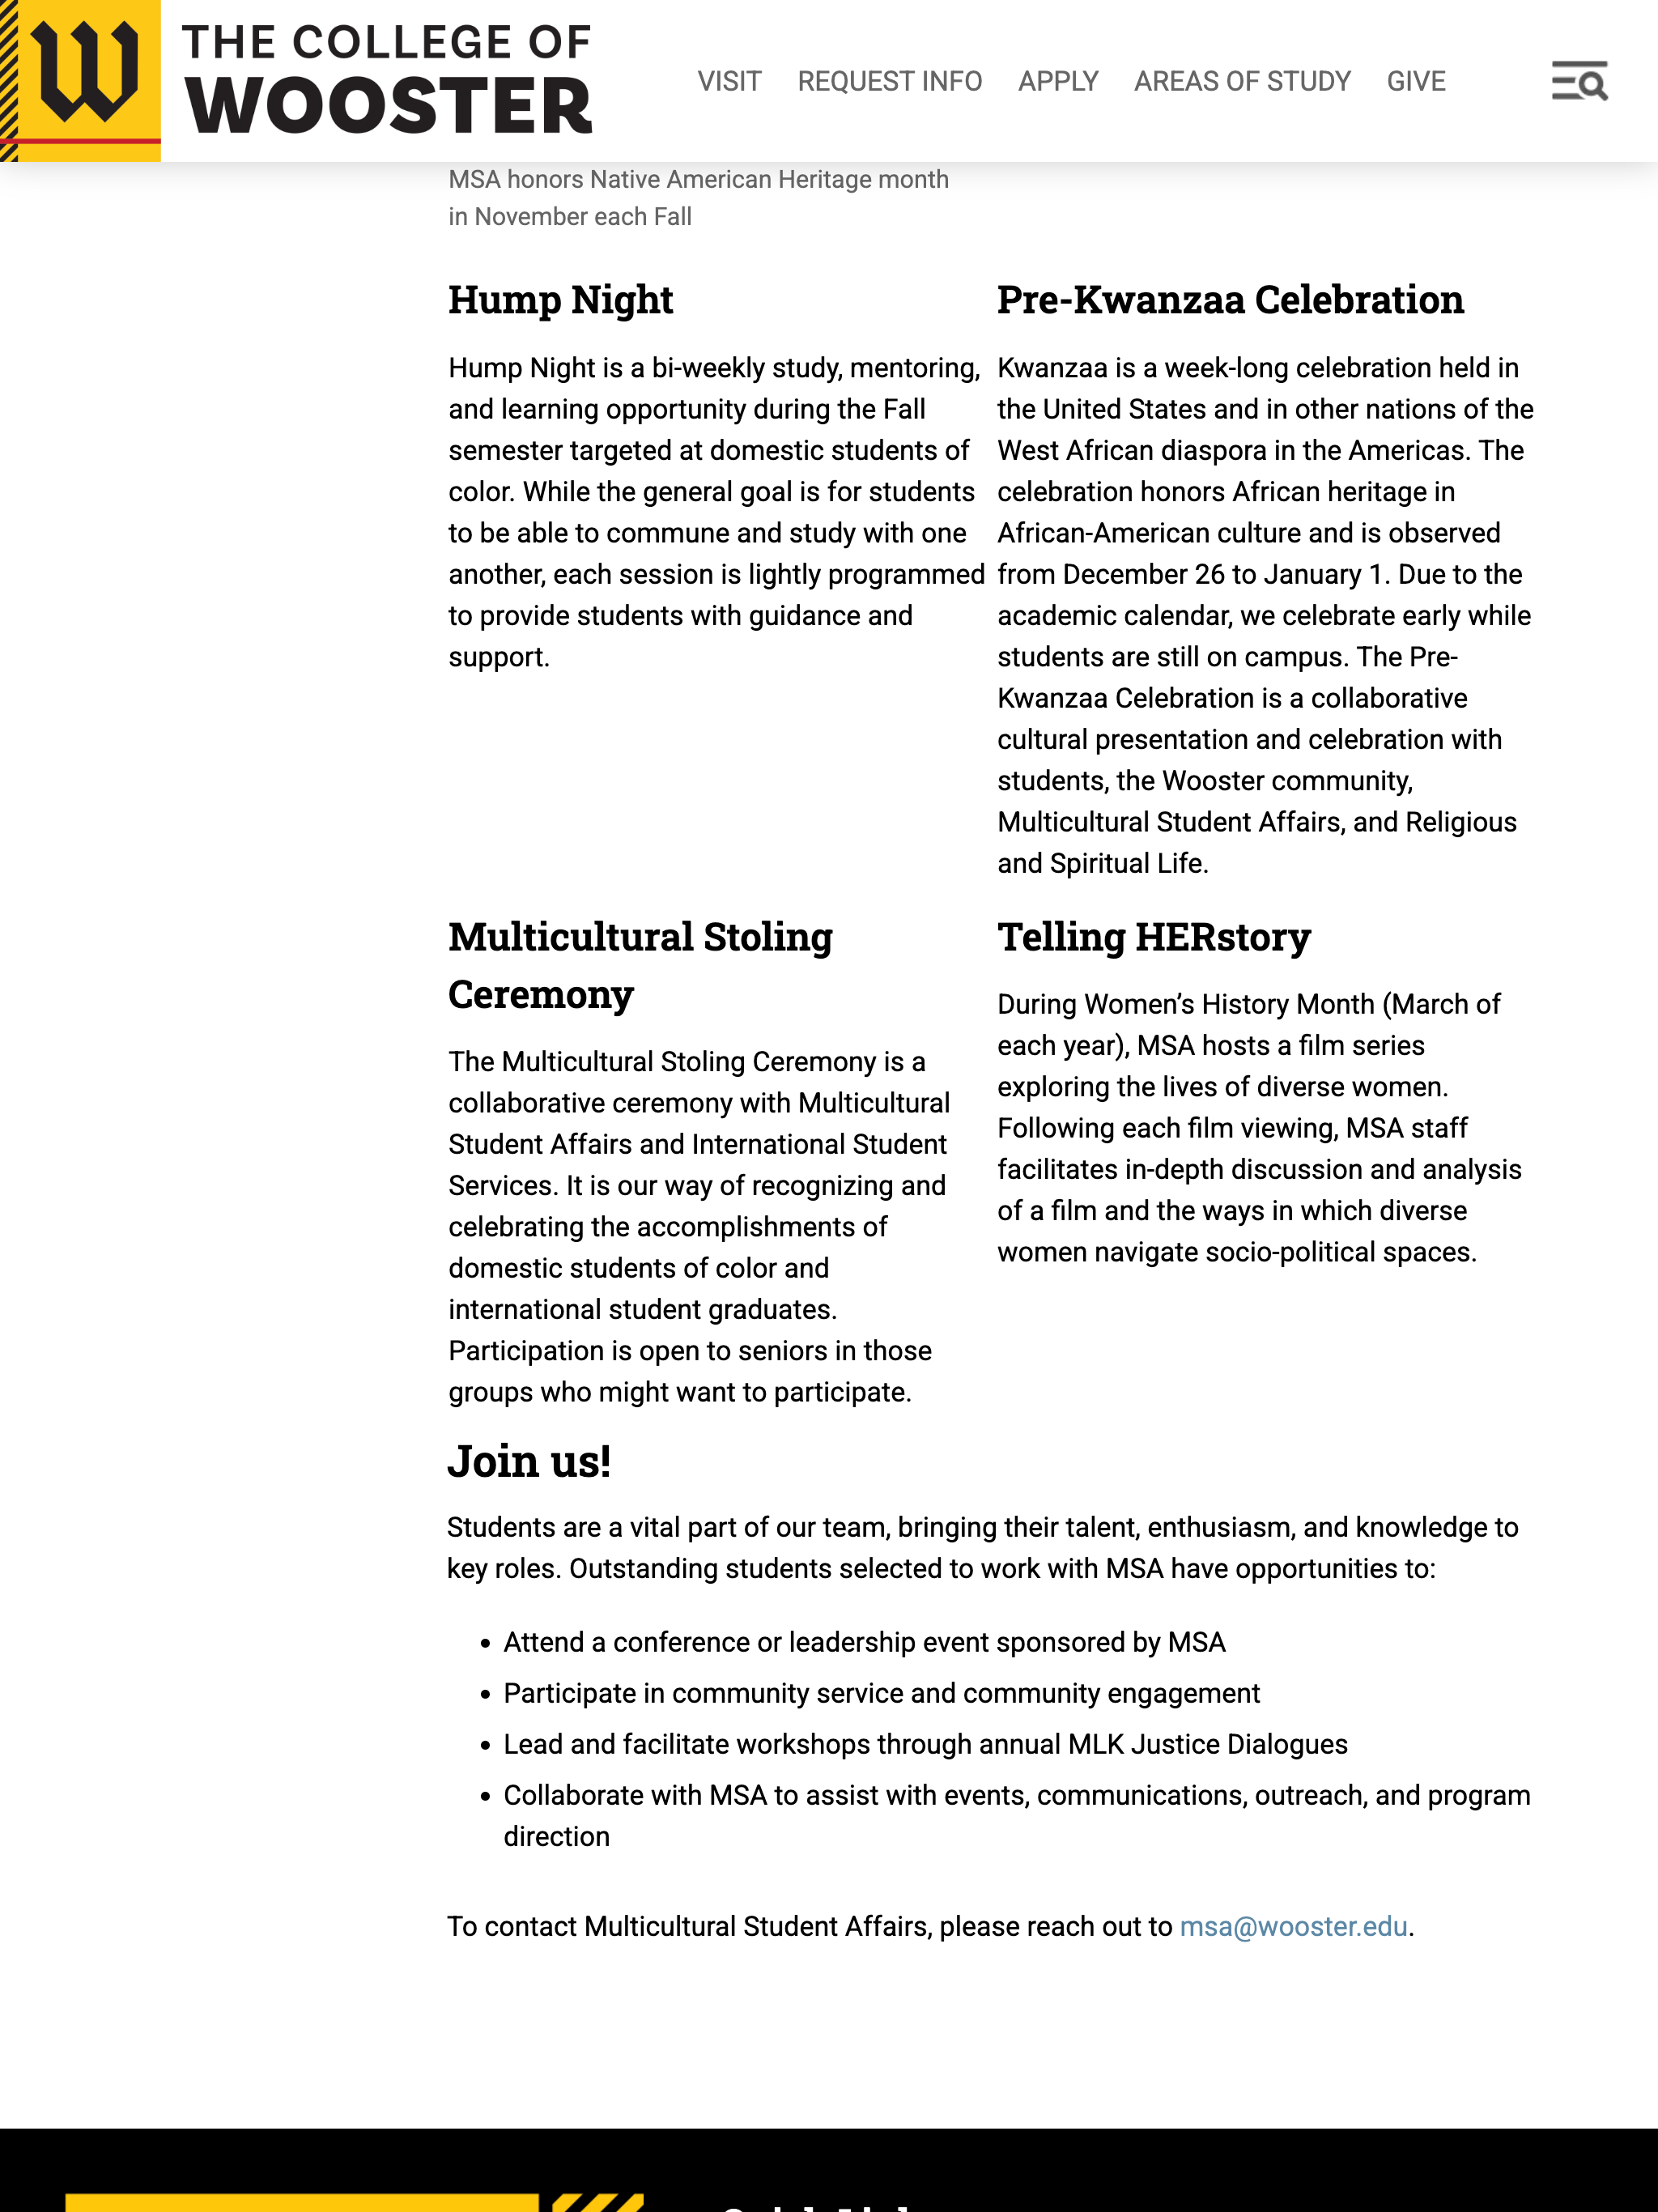 W
THE COLLEGE OF
WOOSTER
VISIT REQUEST INFO APPLY AREAS OF STUDY GIVE
MSA honors Native American Heritage month
in November each Fall
Hump Night
Hump Night is a bi-weekly study, mentoring,
and learning opportunity during the Fall
semester targeted at domestic students of
color. While the general goal is for students
to be able to commune and study with one
another, each session is lightly programmed
to provide students with guidance and
support.
Pre-Kwanzaa Celebration
Kwanzaa is a week-long celebration held in
the United States and in other nations of the
West African diaspora in the Americas. The
celebration honors African heritage in
African-American culture and is observed
from December 26 to January 1. Due to the
academic calendar, we celebrate early while
students are still on campus. The Pre-
Kwanzaa Celebration is a collaborative
cultural presentation and celebration with
students, the Wooster community,
Multicultural Student Affairs, and Religious
and Spiritual Life.
Multicultural Stoling
Ceremony
The Multicultural Stoling Ceremony is a
collaborative ceremony with Multicultural
Student Affairs and International Student
Services. It is our way of recognizing and
celebrating the accomplishments of
domestic students of color and
international student graduates.
Participation is open to seniors in those
groups who might want to participate.
Telling HERstory
During Women’s History Month (March of
each year), MSA hosts a film series
exploring the lives of diverse women.
Following each film viewing, MSA staff
facilitates in-depth discussion and analysis
of a film and the ways in which diverse
women navigate socio-political spaces.
Join us!
Students are a vital part of our team, bringing their talent, enthusiasm, and knowledge to
key roles. Outstanding students selected to work with MSA have opportunities to:
• Attend a conference or leadership event sponsored by MSA
• Participate in community service and community engagement
• Lead and facilitate workshops through annual MLK Justice Dialogues
• Collaborate with MSA to assist with events, communications, outreach, and program
direction
To contact Multicultural Student Affairs, please reach out to msa@wooster.edu.